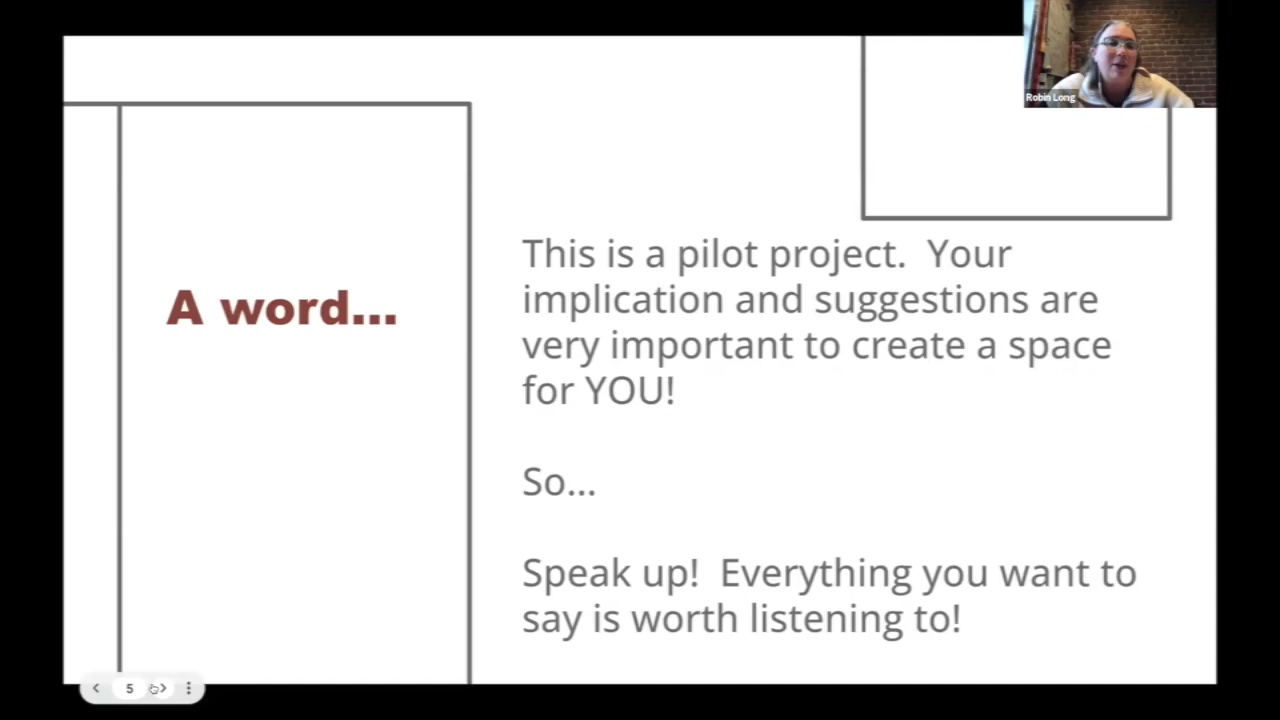 Robin Long
A word...
This is a pilot project.  Your
implication and suggestions are
very important to create a space
for YOU!
So...
Speak up!  Everything you want to
say is worth listening to!
5